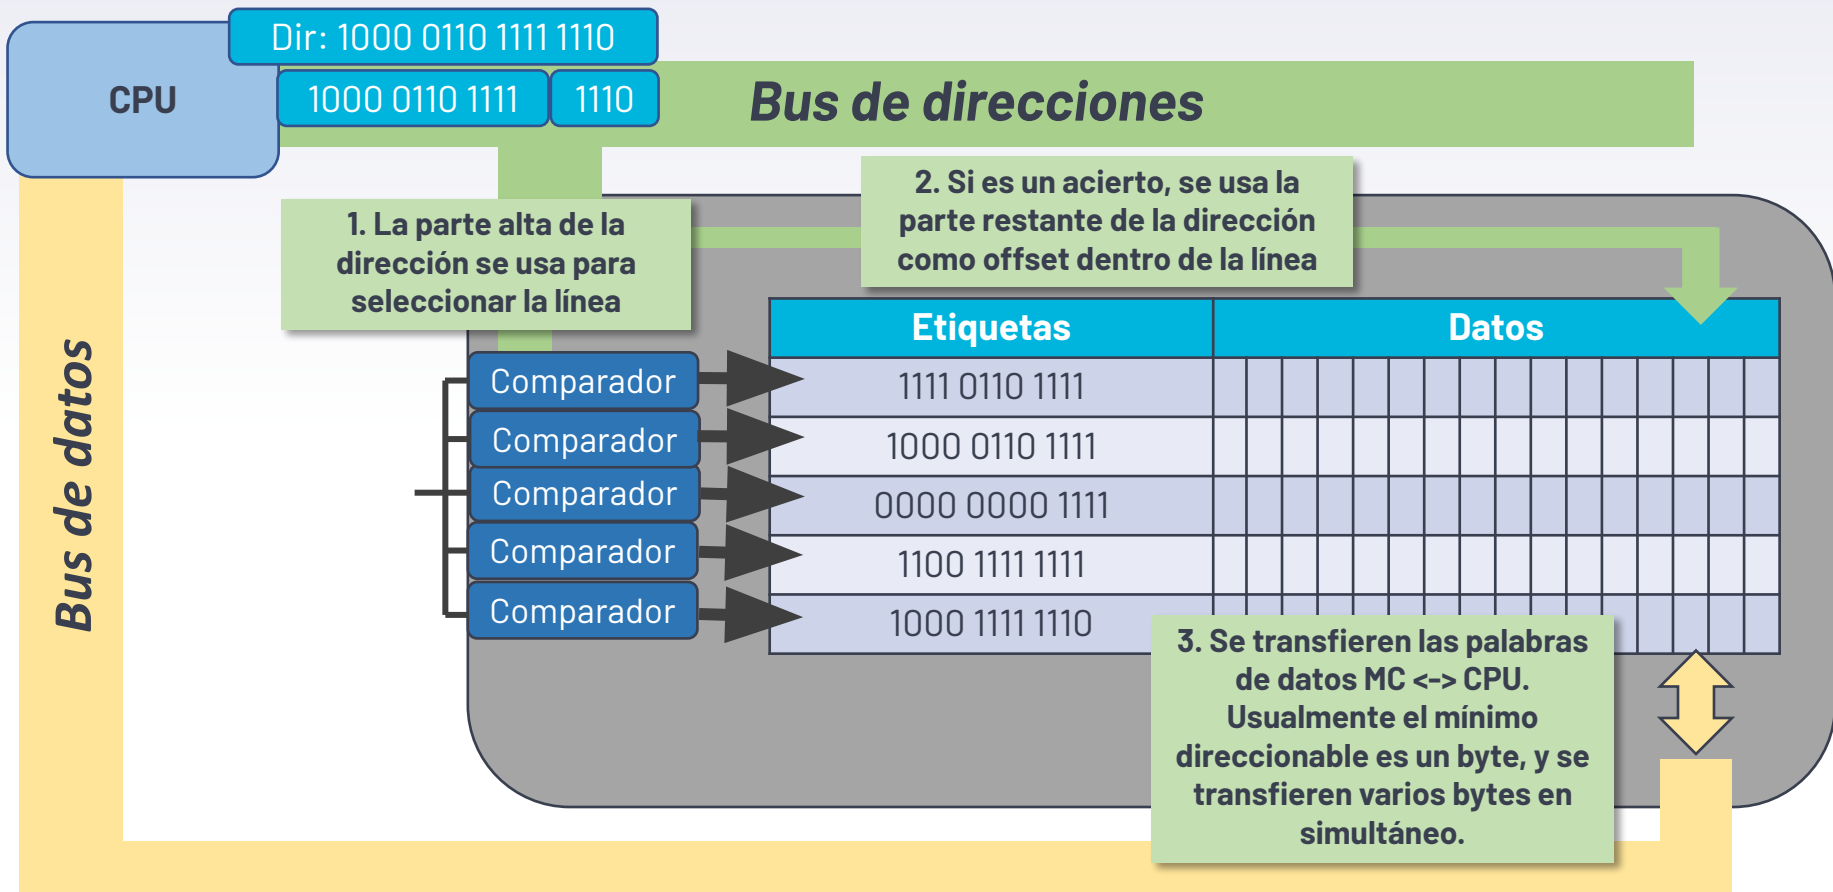 Dir: 1000 0110 1111 1110
CPU
1000 0110 1111
1110
Bus de direcciones
1. La parte alta de la
dirección se usa para
seleccionar la línea
2. Si es un acierto, se usa la
parte restante de la dirección
como offset dentro de la línea
Etiquetas
Datos
Comparador
1111 0110 1111
Comparador
1000 0110 1111
Comparador
0000 0000 1111
Comparador
1100 1111 1111
Comparador
1000 1111 1110
Bus de datos
3. Se transfieren las palabras
de datos MC <-> CPU.
Usualmente el mínimo
direccionable es un byte, y se
transfieren varios bytes en
simultáneo.